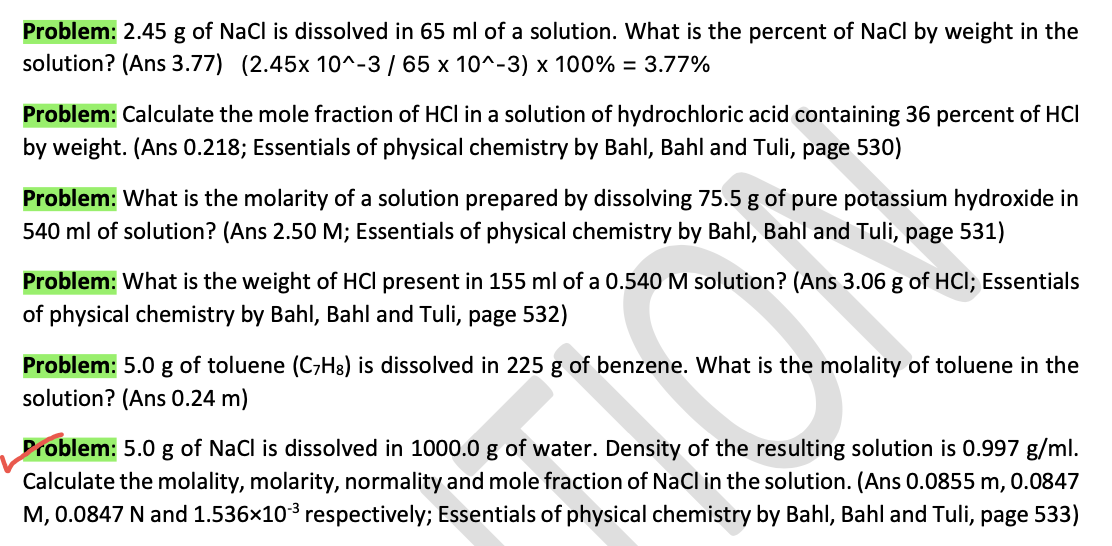 Problem: 2.45 g of NaCl is dissolved in 65 ml of a solution. What is the percent of NaCl by weight in the
solution? (Ans 3.77) (2.45x 10^-3 / 65 x 10^-3) x 100% = 3.77%
Problem: Calculate the mole fraction of HCl in a solution of hydrochloric acid containing 36 percent of HCl
by weight. (Ans 0.218; Essentials of physical chemistry by Bahl, Bahl and Tuli, page 530)
Problem: What is the molarity of a solution prepared by dissolving 75.5 g of pure potassium hydroxide in
540 ml of solution? (Ans 2.50 M; Essentials of physical chemistry by Bahl, Bahl and Tuli, page 531)
Problem: What is the weight of HCl present in 155 ml of a 0.540 M solution? (Ans 3.06 g of HCl; Essentials
of physical chemistry by Bahl, Bahl and Tuli, page 532)
Problem: 5.0 g of toluene (C₇H₈) is dissolved in 225 g of benzene. What is the molality of toluene in the
solution? (Ans 0.24 m)
Problem: 5.0 g of NaCl is dissolved in 1000.0 g of water. Density of the resulting solution is 0.997 g/ml.
Calculate the molality, molarity, normality and mole fraction of NaCl in the solution. (Ans 0.0855 m, 0.0847
M, 0.0847 N and 1.536×10⁻³ respectively; Essentials of physical chemistry by Bahl, Bahl and Tuli, page 533)
TION